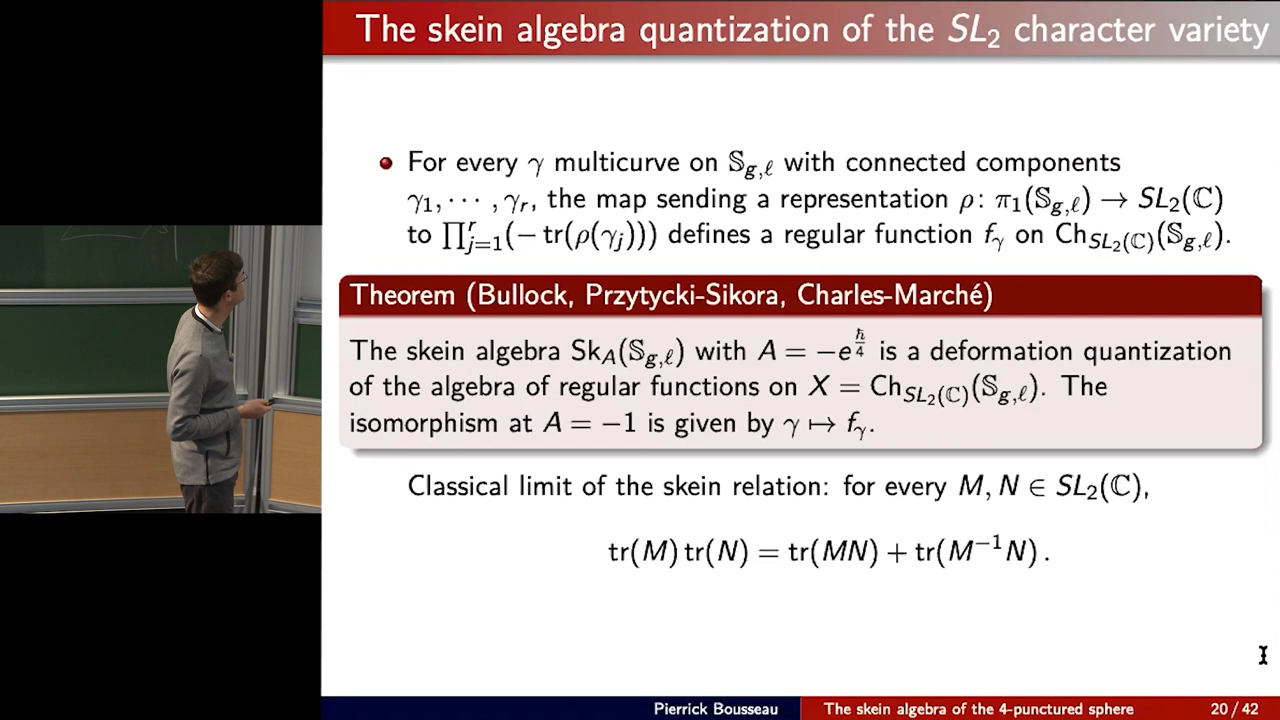 The skein algebra quantization of the SL₂ character variety
For every γ multicurve on 𝕊_{g,ℓ} with connected components
γ₁, ⋯ , γᵣ, the map sending a representation ρ: π₁(𝕊_{g,ℓ}) → SL₂(ℂ)
to ∏_{j=1}^{r}(− tr(ρ(γⱼ))) defines a regular function f_γ on Ch_{SL₂(ℂ)}(𝕊_{g,ℓ}).
Theorem (Bullock, Przytycki-Sikora, Charles-Marché)
The skein algebra Sk_A(𝕊_{g,ℓ}) with A = −e^{ℏ/4} is a deformation quantization
of the algebra of regular functions on X = Ch_{SL₂(ℂ)}(𝕊_{g,ℓ}). The
isomorphism at A = −1 is given by γ ↦ f_γ.
Classical limit of the skein relation: for every M, N ∈ SL₂(ℂ),
tr(M) tr(N) = tr(MN) + tr(M⁻¹N) .
Pierrick Bousseau
The skein algebra of the 4-punctured sphere
20 / 42